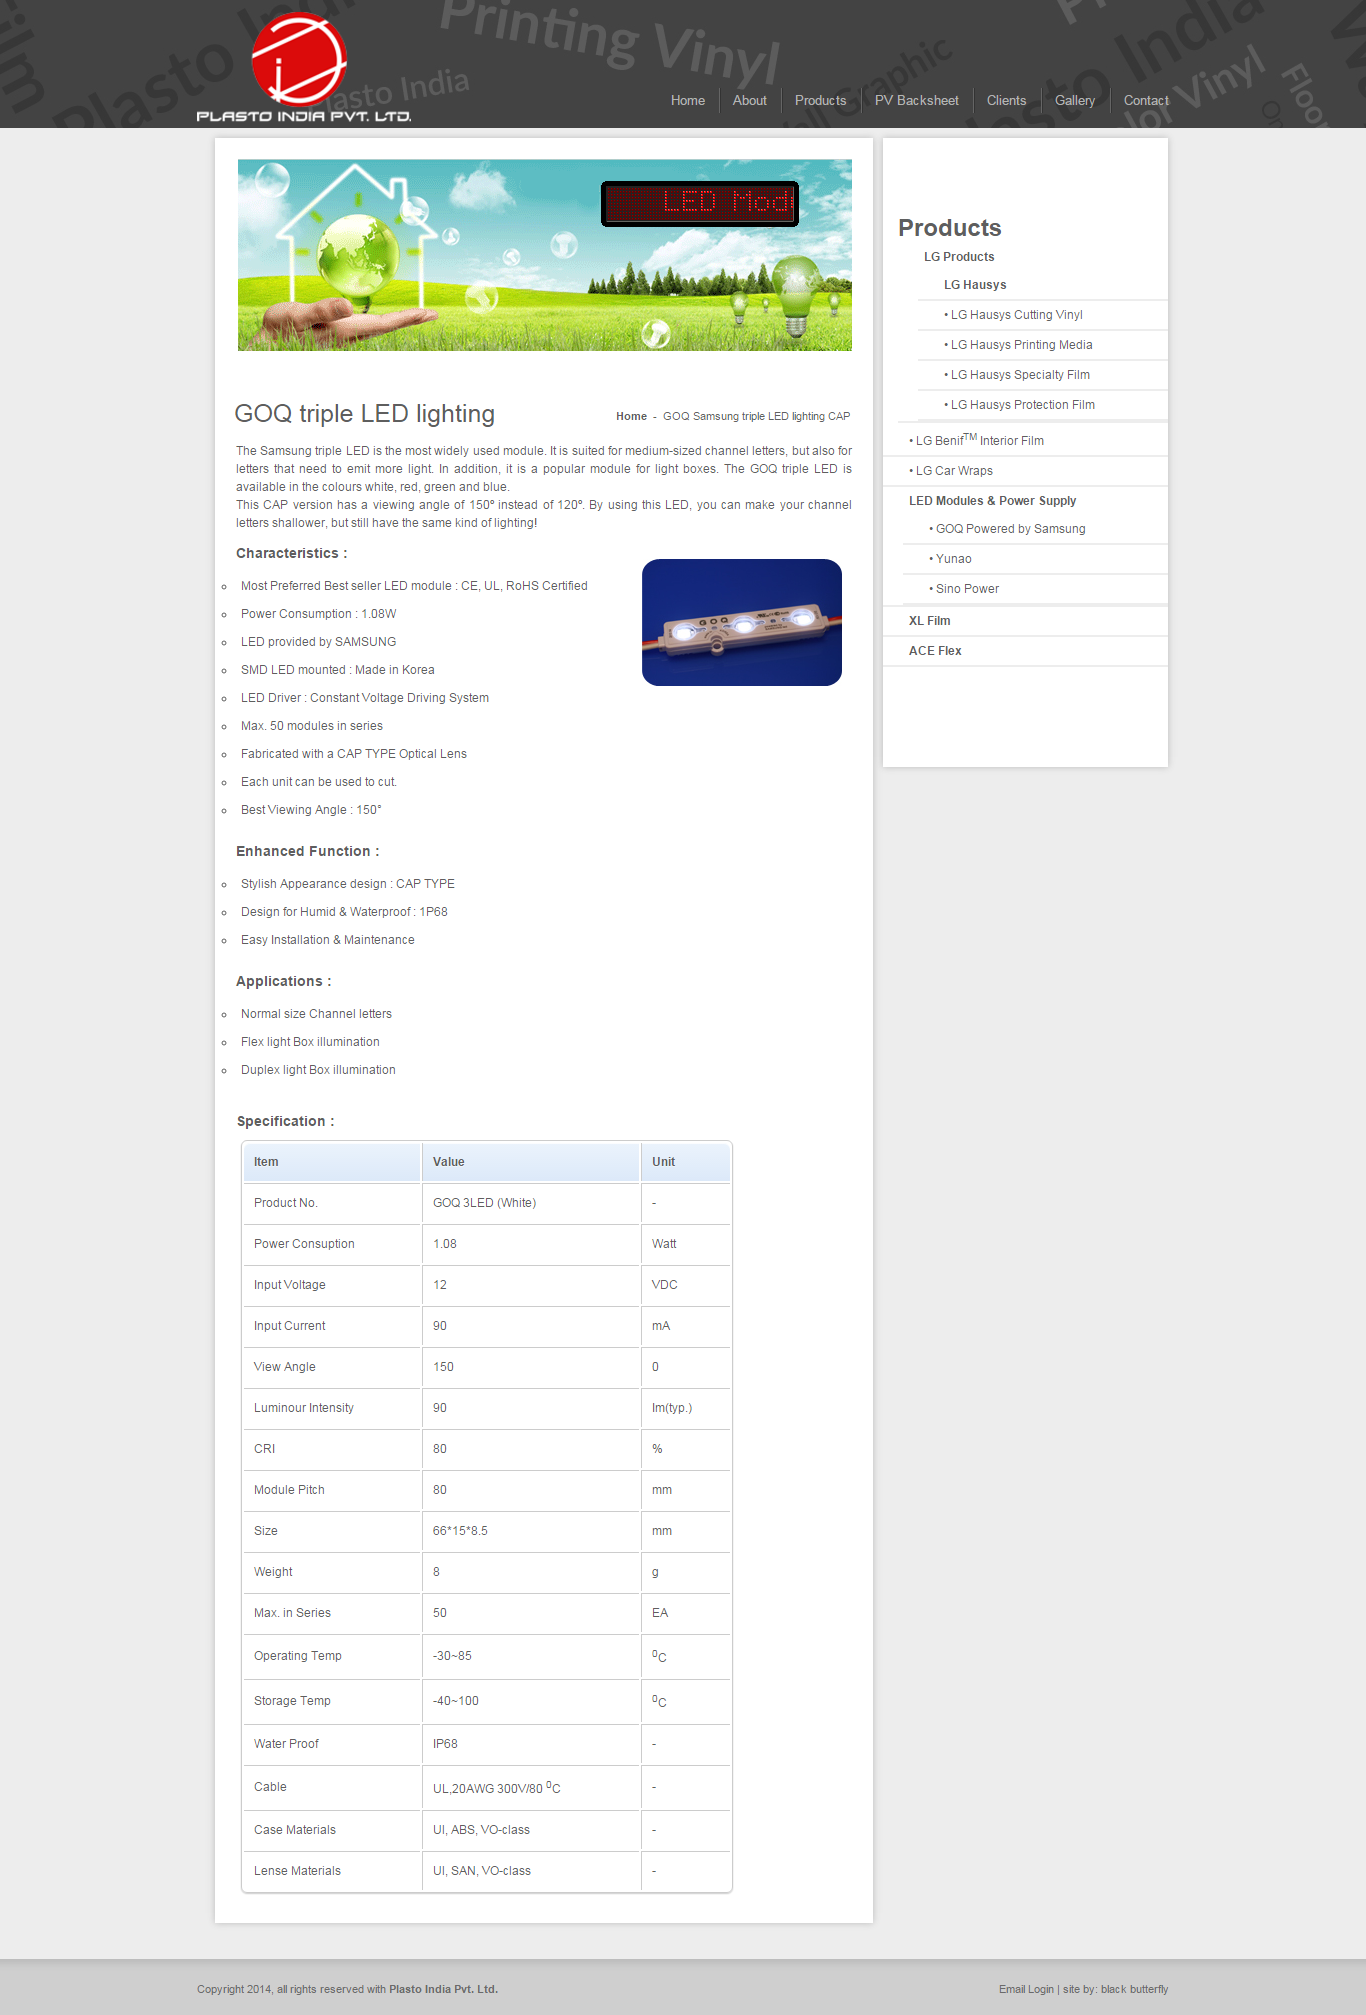 Printing Vinyl
Plasto India
Plasto India
Plasto India
PLASTO INDIA PVT. LTD.
Home
About
Products
PV Backsheet
Clients
Gallery
Contact
LED Mod
Products
LG Products
LG Hausys
• LG Hausys Cutting Vinyl
• LG Hausys Printing Media
• LG Hausys Specialty Film
• LG Hausys Protection Film
• LG Benif™ Interior Film
• LG Car Wraps
LED Modules & Power Supply
• GOQ Powered by Samsung
• Yunao
• Sino Power
XL Film
ACE Flex
GOQ triple LED lighting
Home - GOQ Samsung triple LED lighting CAP
The Samsung triple LED is the most widely used module. It is suited for medium-sized channel letters, but also for
letters that need to emit more light. In addition, it is a popular module for light boxes. The GOQ triple LED is
available in the colours white, red, green and blue.
This CAP version has a viewing angle of 150º instead of 120º. By using this LED, you can make your channel
letters shallower, but still have the same kind of lighting!
Characteristics :
Most Preferred Best seller LED module : CE, UL, RoHS Certified
Power Consumption : 1.08W
LED provided by SAMSUNG
SMD LED mounted : Made in Korea
LED Driver : Constant Voltage Driving System
Max. 50 modules in series
Fabricated with a CAP TYPE Optical Lens
Each unit can be used to cut.
Best Viewing Angle : 150°
GOQ
Enhanced Function :
Stylish Appearance design : CAP TYPE
Design for Humid & Waterproof : 1P68
Easy Installation & Maintenance
Applications :
Normal size Channel letters
Flex light Box illumination
Duplex light Box illumination
Specification :
Item Value Unit
Product No. GOQ 3LED (White) -
Power Consuption 1.08 Watt
Input Voltage 12 VDC
Input Current 90 mA
View Angle 150 0
Luminour Intensity 90 Im(typ.)
CRI 80 %
Module Pitch 80 mm
Size 66*15*8.5 mm
Weight 8 g
Max. in Series 50 EA
Operating Temp -30~85 ⁰C
Storage Temp -40~100 ⁰C
Water Proof IP68 -
Cable UL,20AWG 300V/80 ⁰C -
Case Materials Ul, ABS, VO-class -
Lense Materials Ul, SAN, VO-class -
Copyright 2014, all rights reserved with Plasto India Pvt. Ltd.
Email Login | site by: black butterfly